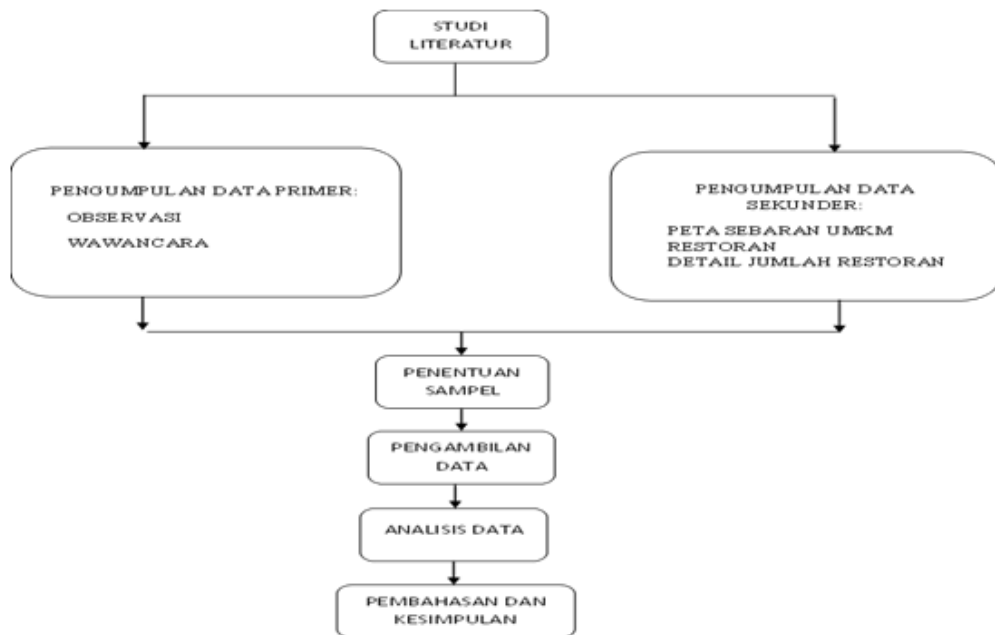 STUDI
LITERATUR
PENGUMPULAN DATA PRIMER:
OBSERVASI
WAWANCARA
PENGUMPULAN DATA
SEKUNDER:
PETA SEBARAN UMKM
RESTORAN
DETAIL JUMLAH RESTORAN
PENENTUAN
SAMPEL
PENGAMBILAN
DATA
ANALISIS DATA
PEMBAHASAN DAN
KESIMPULAN